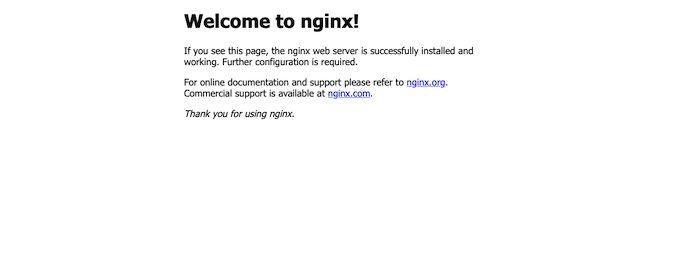 Welcome to nginx!
If you see this page, the nginx web server is successfully installed and
working. Further configuration is required.
For online documentation and support please refer to nginx.org.
Commercial support is available at nginx.com.
Thank you for using nginx.